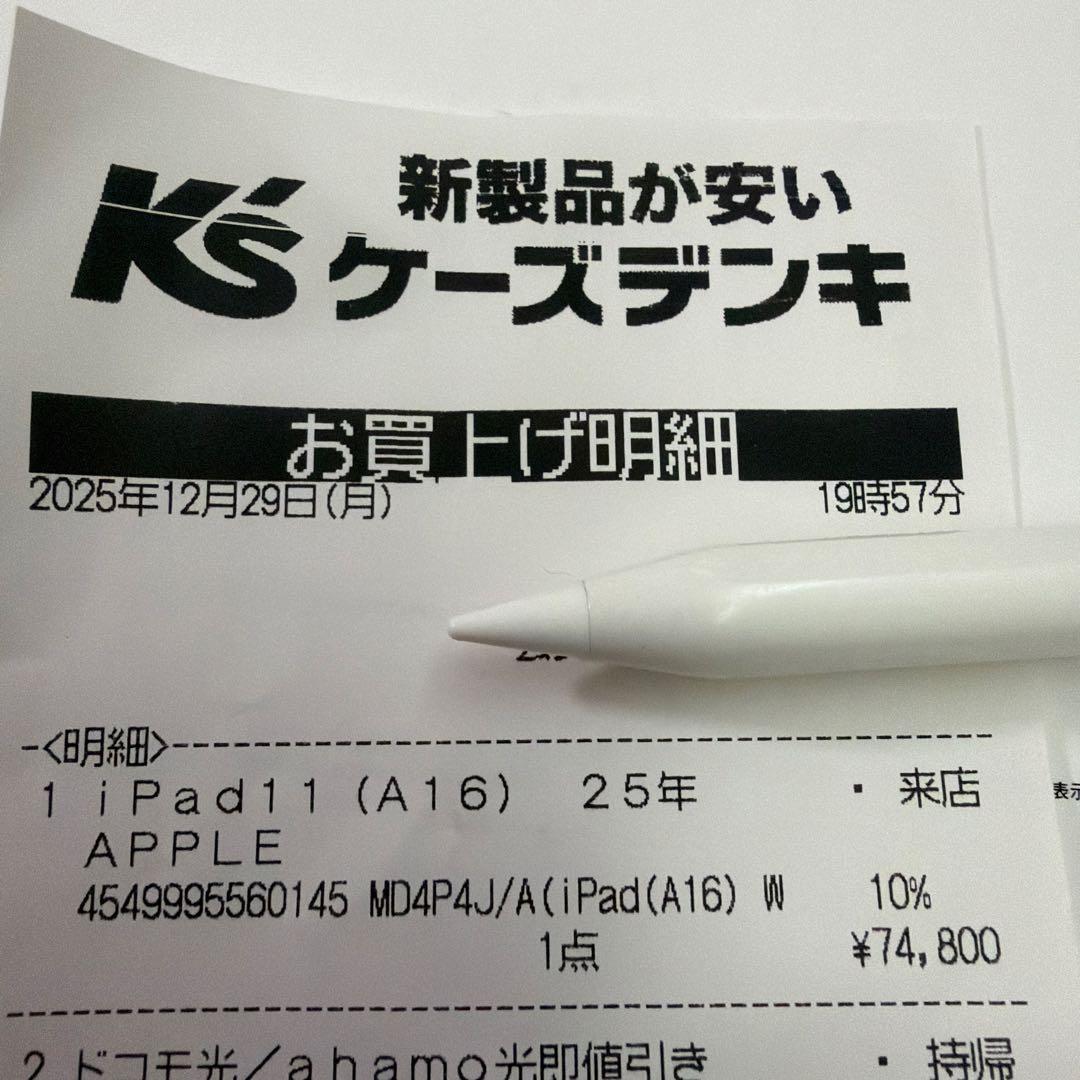 新製品が安い
K's ケーズデンキ
お買上げ明細
2025年12月29日(月) 19時57分
-<明細>------------------------------------------------
1 iPad11(A16) 25年 ・来店
APPLE
4549995560145 MD4P4J/A(iPad(A16) W 10%
1点 ¥74,800
------------------------------------------------
2 ドコモ光/ahamo光即値引き ・持帰
表示